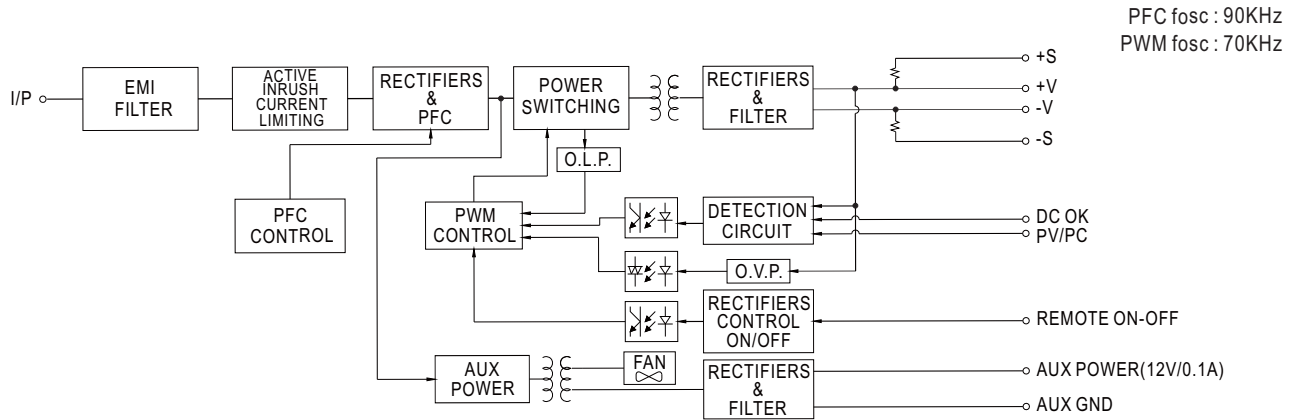 PFC fosc : 90KHz
PWM fosc : 70KHz
I/P
EMI
FILTER
ACTIVE
INRUSH
CURRENT
LIMITING
RECTIFIERS
&
PFC
POWER
SWITCHING
RECTIFIERS
&
FILTER
+S
+V
-V
-S
O.L.P.
PFC
CONTROL
PWM
CONTROL
DETECTION
CIRCUIT
DC OK
PV/PC
O.V.P.
RECTIFIERS
CONTROL
ON/OFF
REMOTE ON-OFF
AUX
POWER
FAN
RECTIFIERS
&
FILTER
AUX POWER(12V/0.1A)
AUX GND